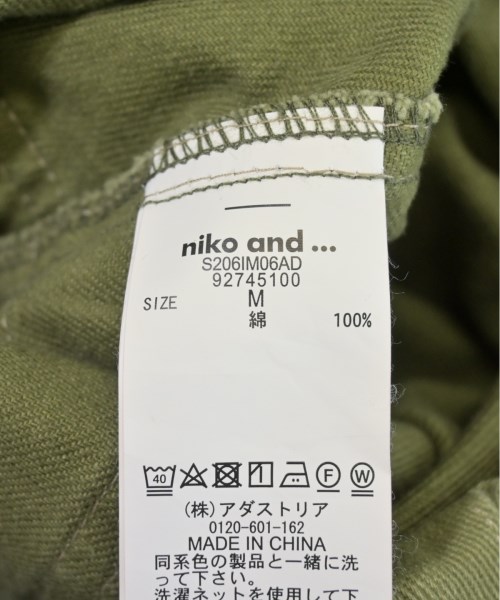 niko and ...
S206IM06AD
92745100
SIZE M
綿 100%
40 F W
(株)アダストリア
0120-601-162
MADE IN CHINA
同系色の製品と一緒に洗
って下さい。
洗濯ネットを使用して下